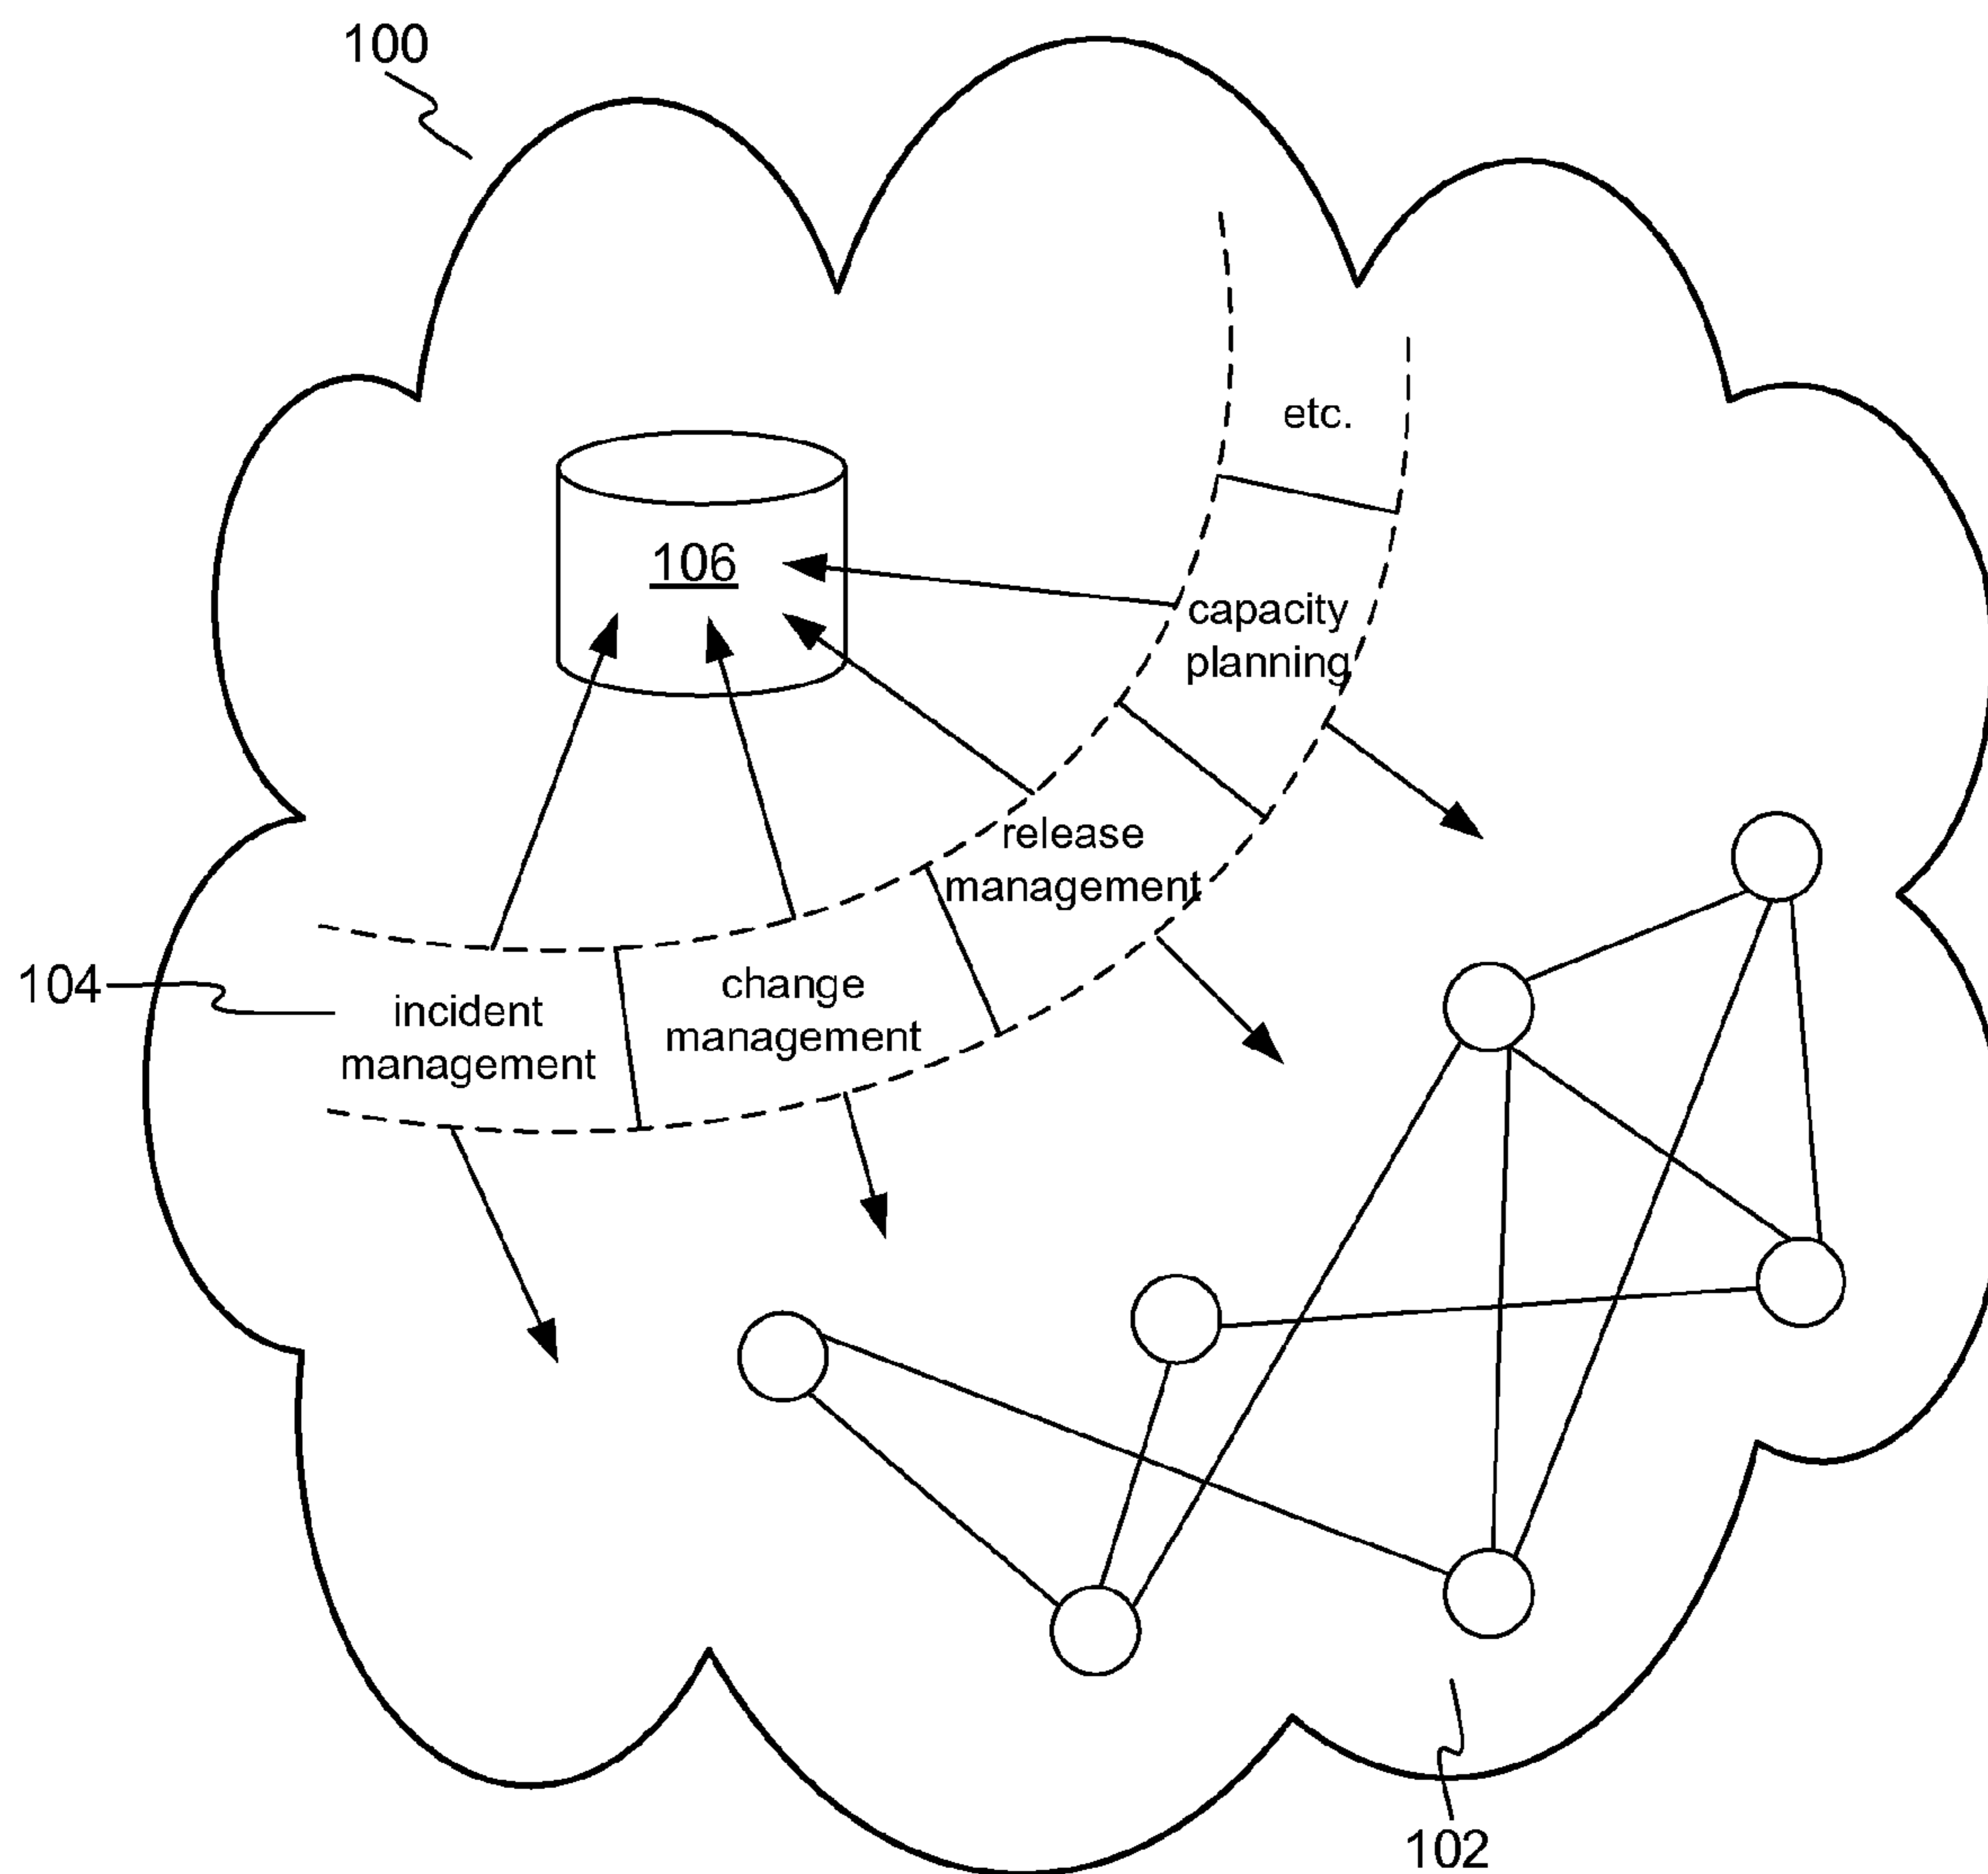 100
etc.
106
capacity
planning
release
management
change
management
104
incident
management
102